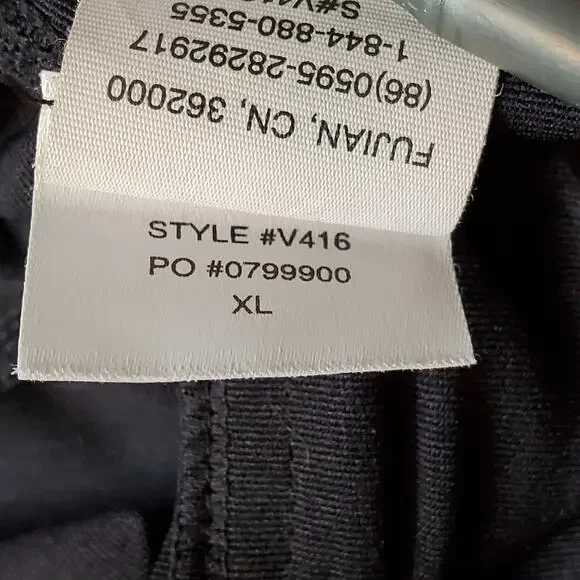 FUJIAN, CN, 362000
(86)0595-28292917
1-844-880-5355
STYLE #V416
PO #0799900
XL